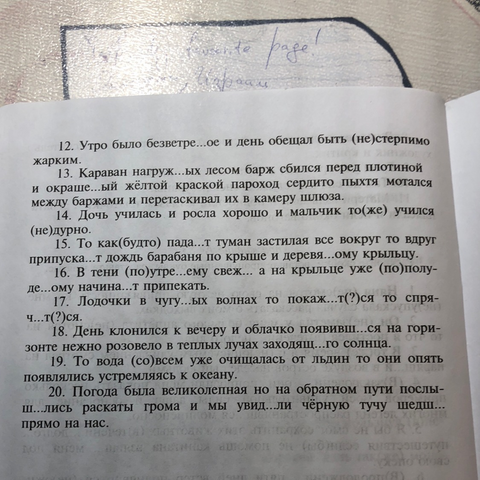 favorite page!
12. Утро было безветре...ое и день обещал быть (не)стерпимо
жарким.
13. Караван нагруж...ых лесом барж сбился перед плотиной
и окраше...ый жёлтой краской пароход сердито пыхтя мотался
между баржами и перетаскивал их в камеру шлюза.
14. Дочь училась и росла хорошо и мальчик то(же) учился
(не)дурно.
15. То как(будто) пада...т туман застилая все вокруг то вдруг
припуска...т дождь барабаня по крыше и деревя...ому крыльцу.
16. В тени (по)утре...ему свеж... а на крыльце уже (по)полу-
де...ому начина...т припекать.
17. Лодочки в чугу...ых волнах то покаж...т(?)ся то спря-
ч...т(?)ся.
18. День клонился к вечеру и облачко появивш...ся на гори-
зонте нежно розовело в теплых лучах заходящ...го солнца.
19. То вода (со)всем уже очищалась от льдин то они опять
появлялись устремляясь к океану.
20. Погода была великолепная но на обратном пути послы-
ш...лись раскаты грома и мы увид...ли чёрную тучу шедш...
прямо на нас.